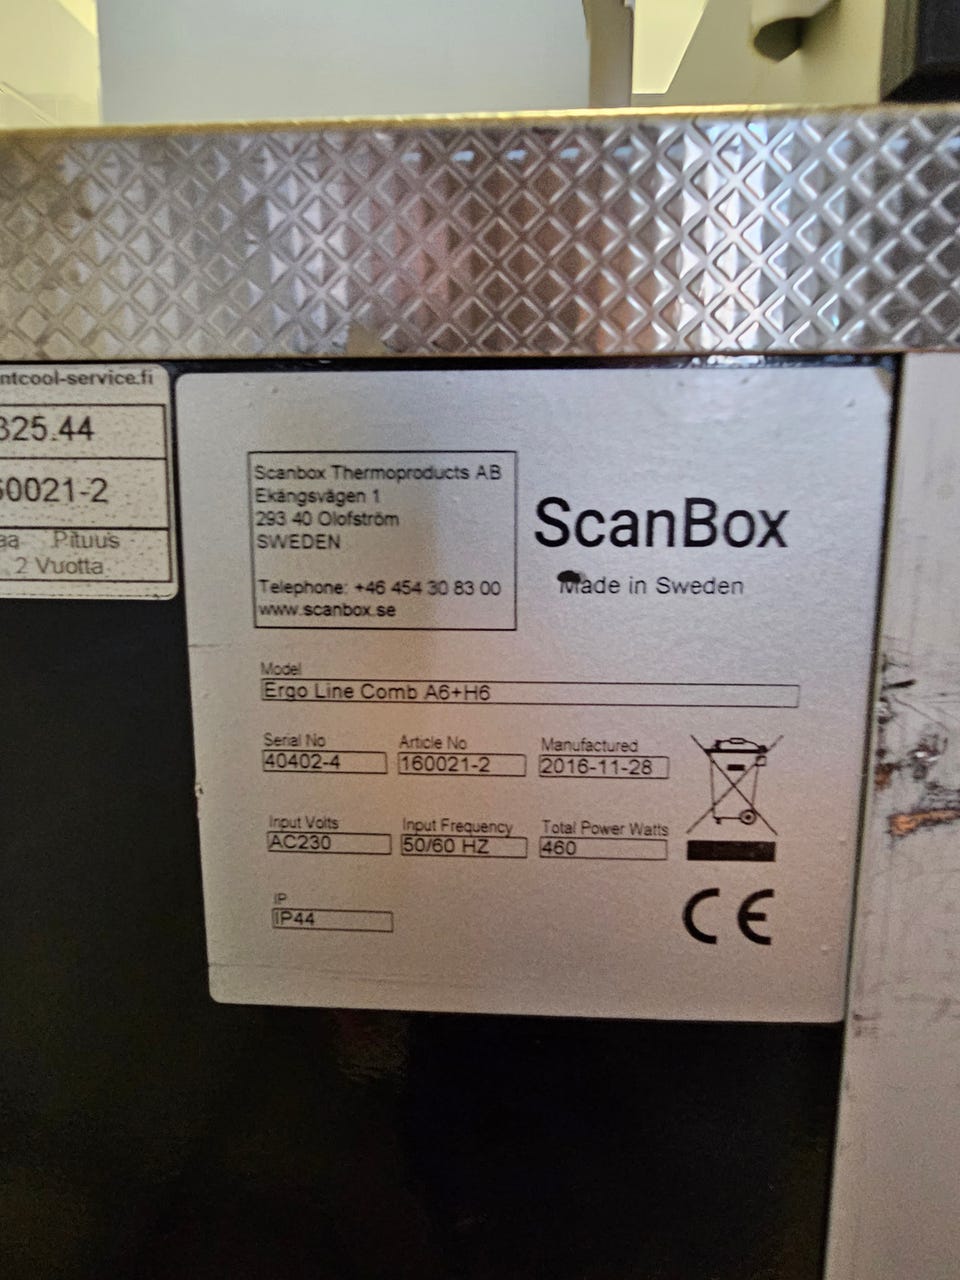 ntcool-service.fi
325.44
60021-2
aa Pituus
2 Vuotta
Scanbox Thermoproducts AB
Ekängsvägen 1
293 40 Olofström
SWEDEN
Telephone: +46 454 30 83 00
www.scanbox.se
ScanBox
Made in Sweden
Model
Ergo Line Comb A6+H6
Serial No Article No Manufactured
40402-4 160021-2 2016-11-28
Input Volts Input Frequency Total Power Watts
AC230 50/60 HZ 460
IP
IP44
CE